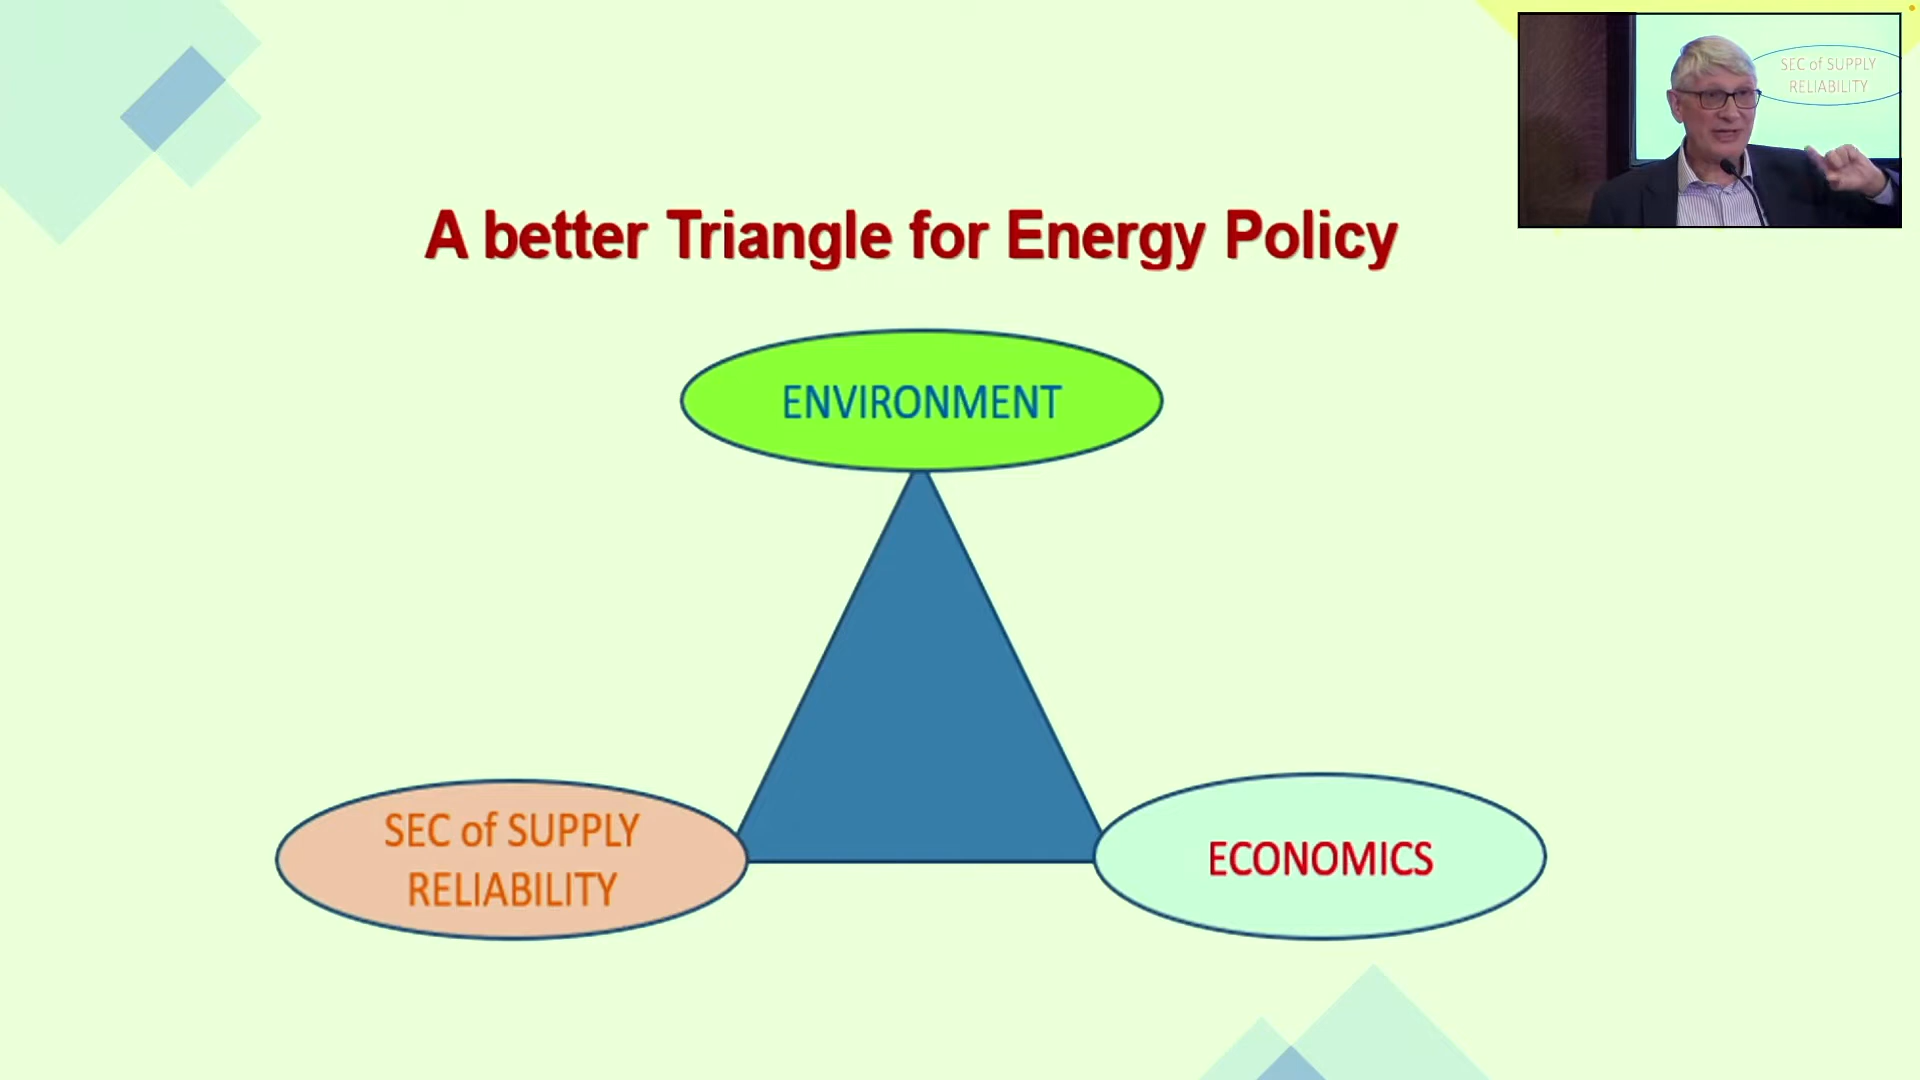 A better Triangle for Energy Policy
SEC of SUPPLY
RELIABILITY
ENVIRONMENT
SEC of SUPPLY
RELIABILITY
ECONOMICS